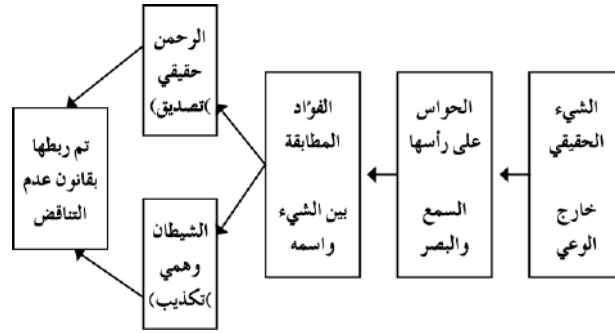 الشيء
الحقيقي
خارج
الوعي
الحواس
على رأسها
السمع
والبصر
الفؤاد
المطابقة
بين الشيء
واسمه
الرحمن
حقيقي
)تصديق(
الشيطان
وهمي
)تكذيب(
تم ربطها
بقانون عدم
التناقض